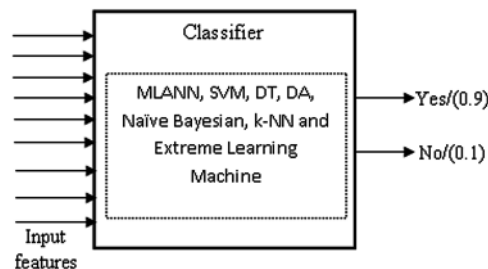 Classifier
MLANN, SVM, DT, DA,
Naïve Bayesian, k-NN and
Extreme Learning
Machine
Yes/(0.9)
No/(0.1)
Input
features